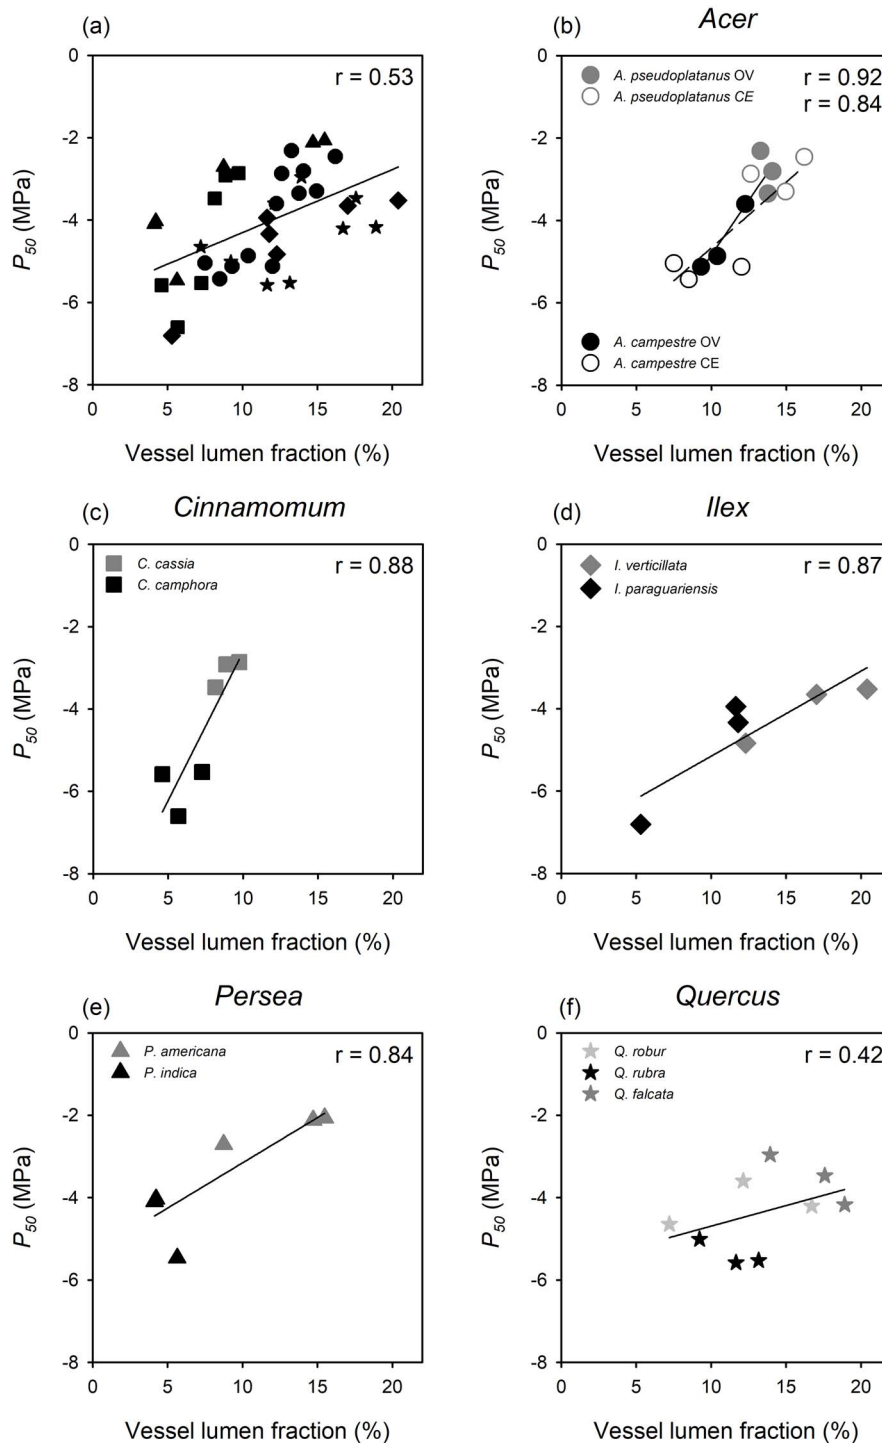 (a)
r = 0.53
0
-2
-4
-6
-8
P50 (MPa)
0 5 10 15 20
Vessel lumen fraction (%)
(b)
Acer
A. pseudoplatanus OV
A. pseudoplatanus CE
r = 0.92
r = 0.84
A. campestre OV
A. campestre CE
0
-2
-4
-6
-8
P50 (MPa)
0 5 10 15 20
Vessel lumen fraction (%)
(c)
Cinnamomum
C. cassia
C. camphora
r = 0.88
0
-2
-4
-6
-8
P50 (MPa)
0 5 10 15 20
Vessel lumen fraction (%)
(d)
Ilex
I. verticillata
I. paraguariensis
r = 0.87
0
-2
-4
-6
-8
P50 (MPa)
0 5 10 15 20
Vessel lumen fraction (%)
(e)
Persea
P. americana
P. indica
r = 0.84
0
-2
-4
-6
-8
P50 (MPa)
0 5 10 15 20
Vessel lumen fraction (%)
(f)
Quercus
Q. robur
Q. rubra
Q. falcata
r = 0.42
0
-2
-4
-6
-8
P50 (MPa)
0 5 10 15 20
Vessel lumen fraction (%)